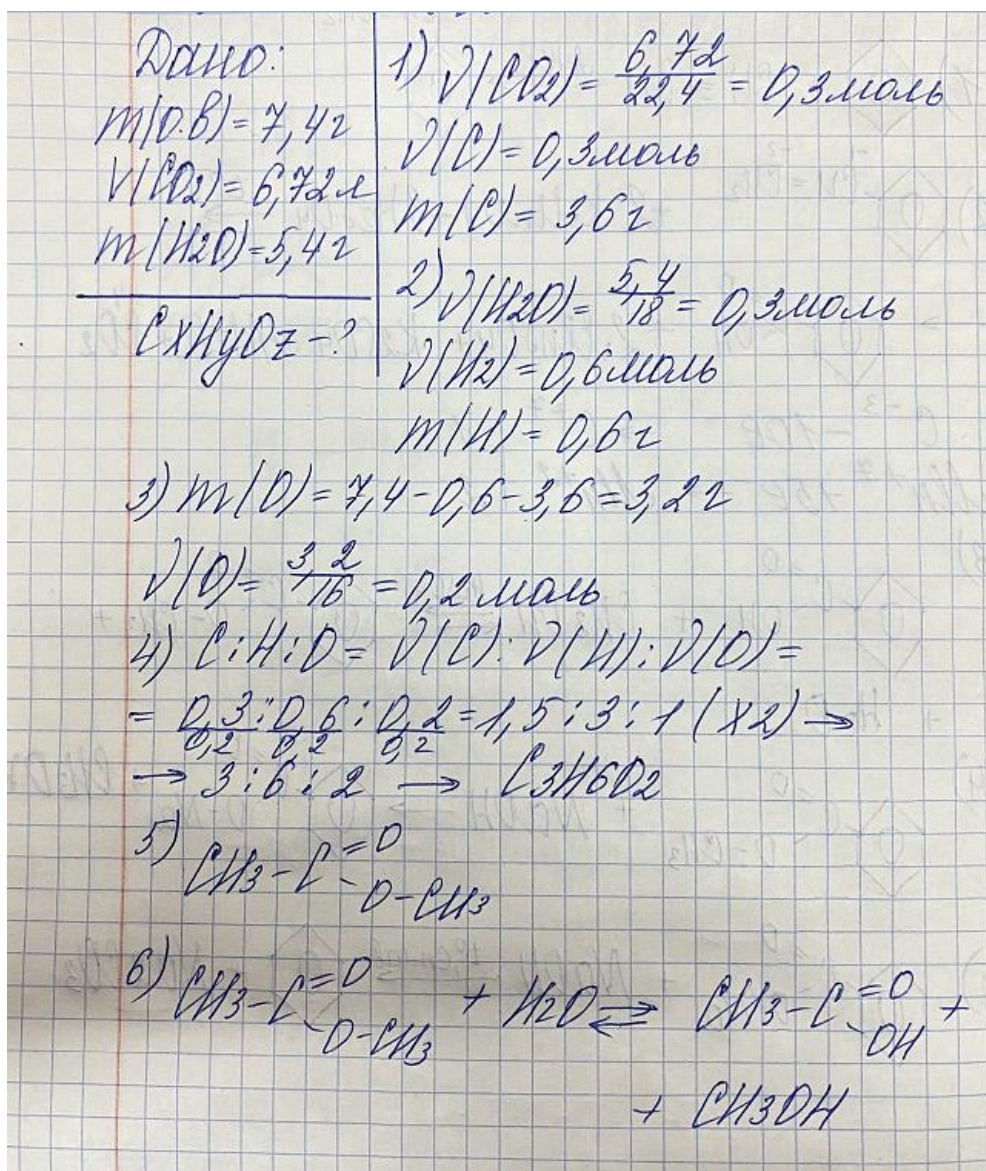 Дано:
m(О.В)= 7,4г
V(CO2)= 6,72л
m(H2O)=5,4г
CxHyOz-?
1) ν(CO2)= 6,72/22,4 = 0,3моль
ν(C)= 0,3моль
m(C)= 3,6г
2) ν(H2O)= 5,4/18 = 0,3моль
ν(H2)= 0,6моль
m(H)= 0,6г
3) m(O)= 7,4-0,6-3,6=3,2г
ν(O)= 3,2/16 =0,2 моль
4) C:H:O= ν(C):ν(H):ν(O)=
= 0,3/0,2 : 0,6/0,2 : 0,2/0,2 =1,5:3:1 (x2) →
→ 3:6:2 → C3H6O2
5) CH3-C =O
-O-CH3
6) CH3-C =O -O-CH3 + H2O ⇄ CH3-C =O -OH +
+ CH3OH